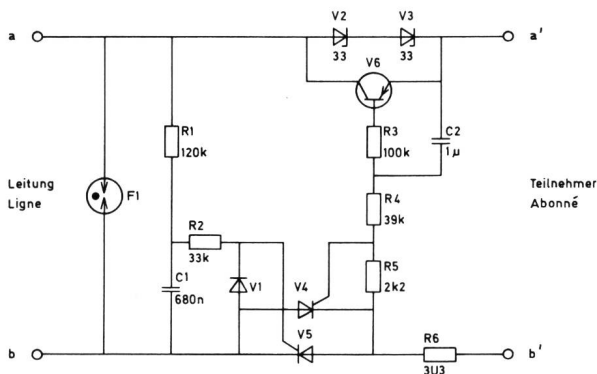 a
V2
V3
a'
33
33
V6
R1
120k
R3
100k
C2
1µ
Leitung
Ligne
F1
R4
39k
Teilnehmer
Abonné
R2
33k
C1
680n
V1
V4
R5
2k2
V5
R6
b
b'
3U3